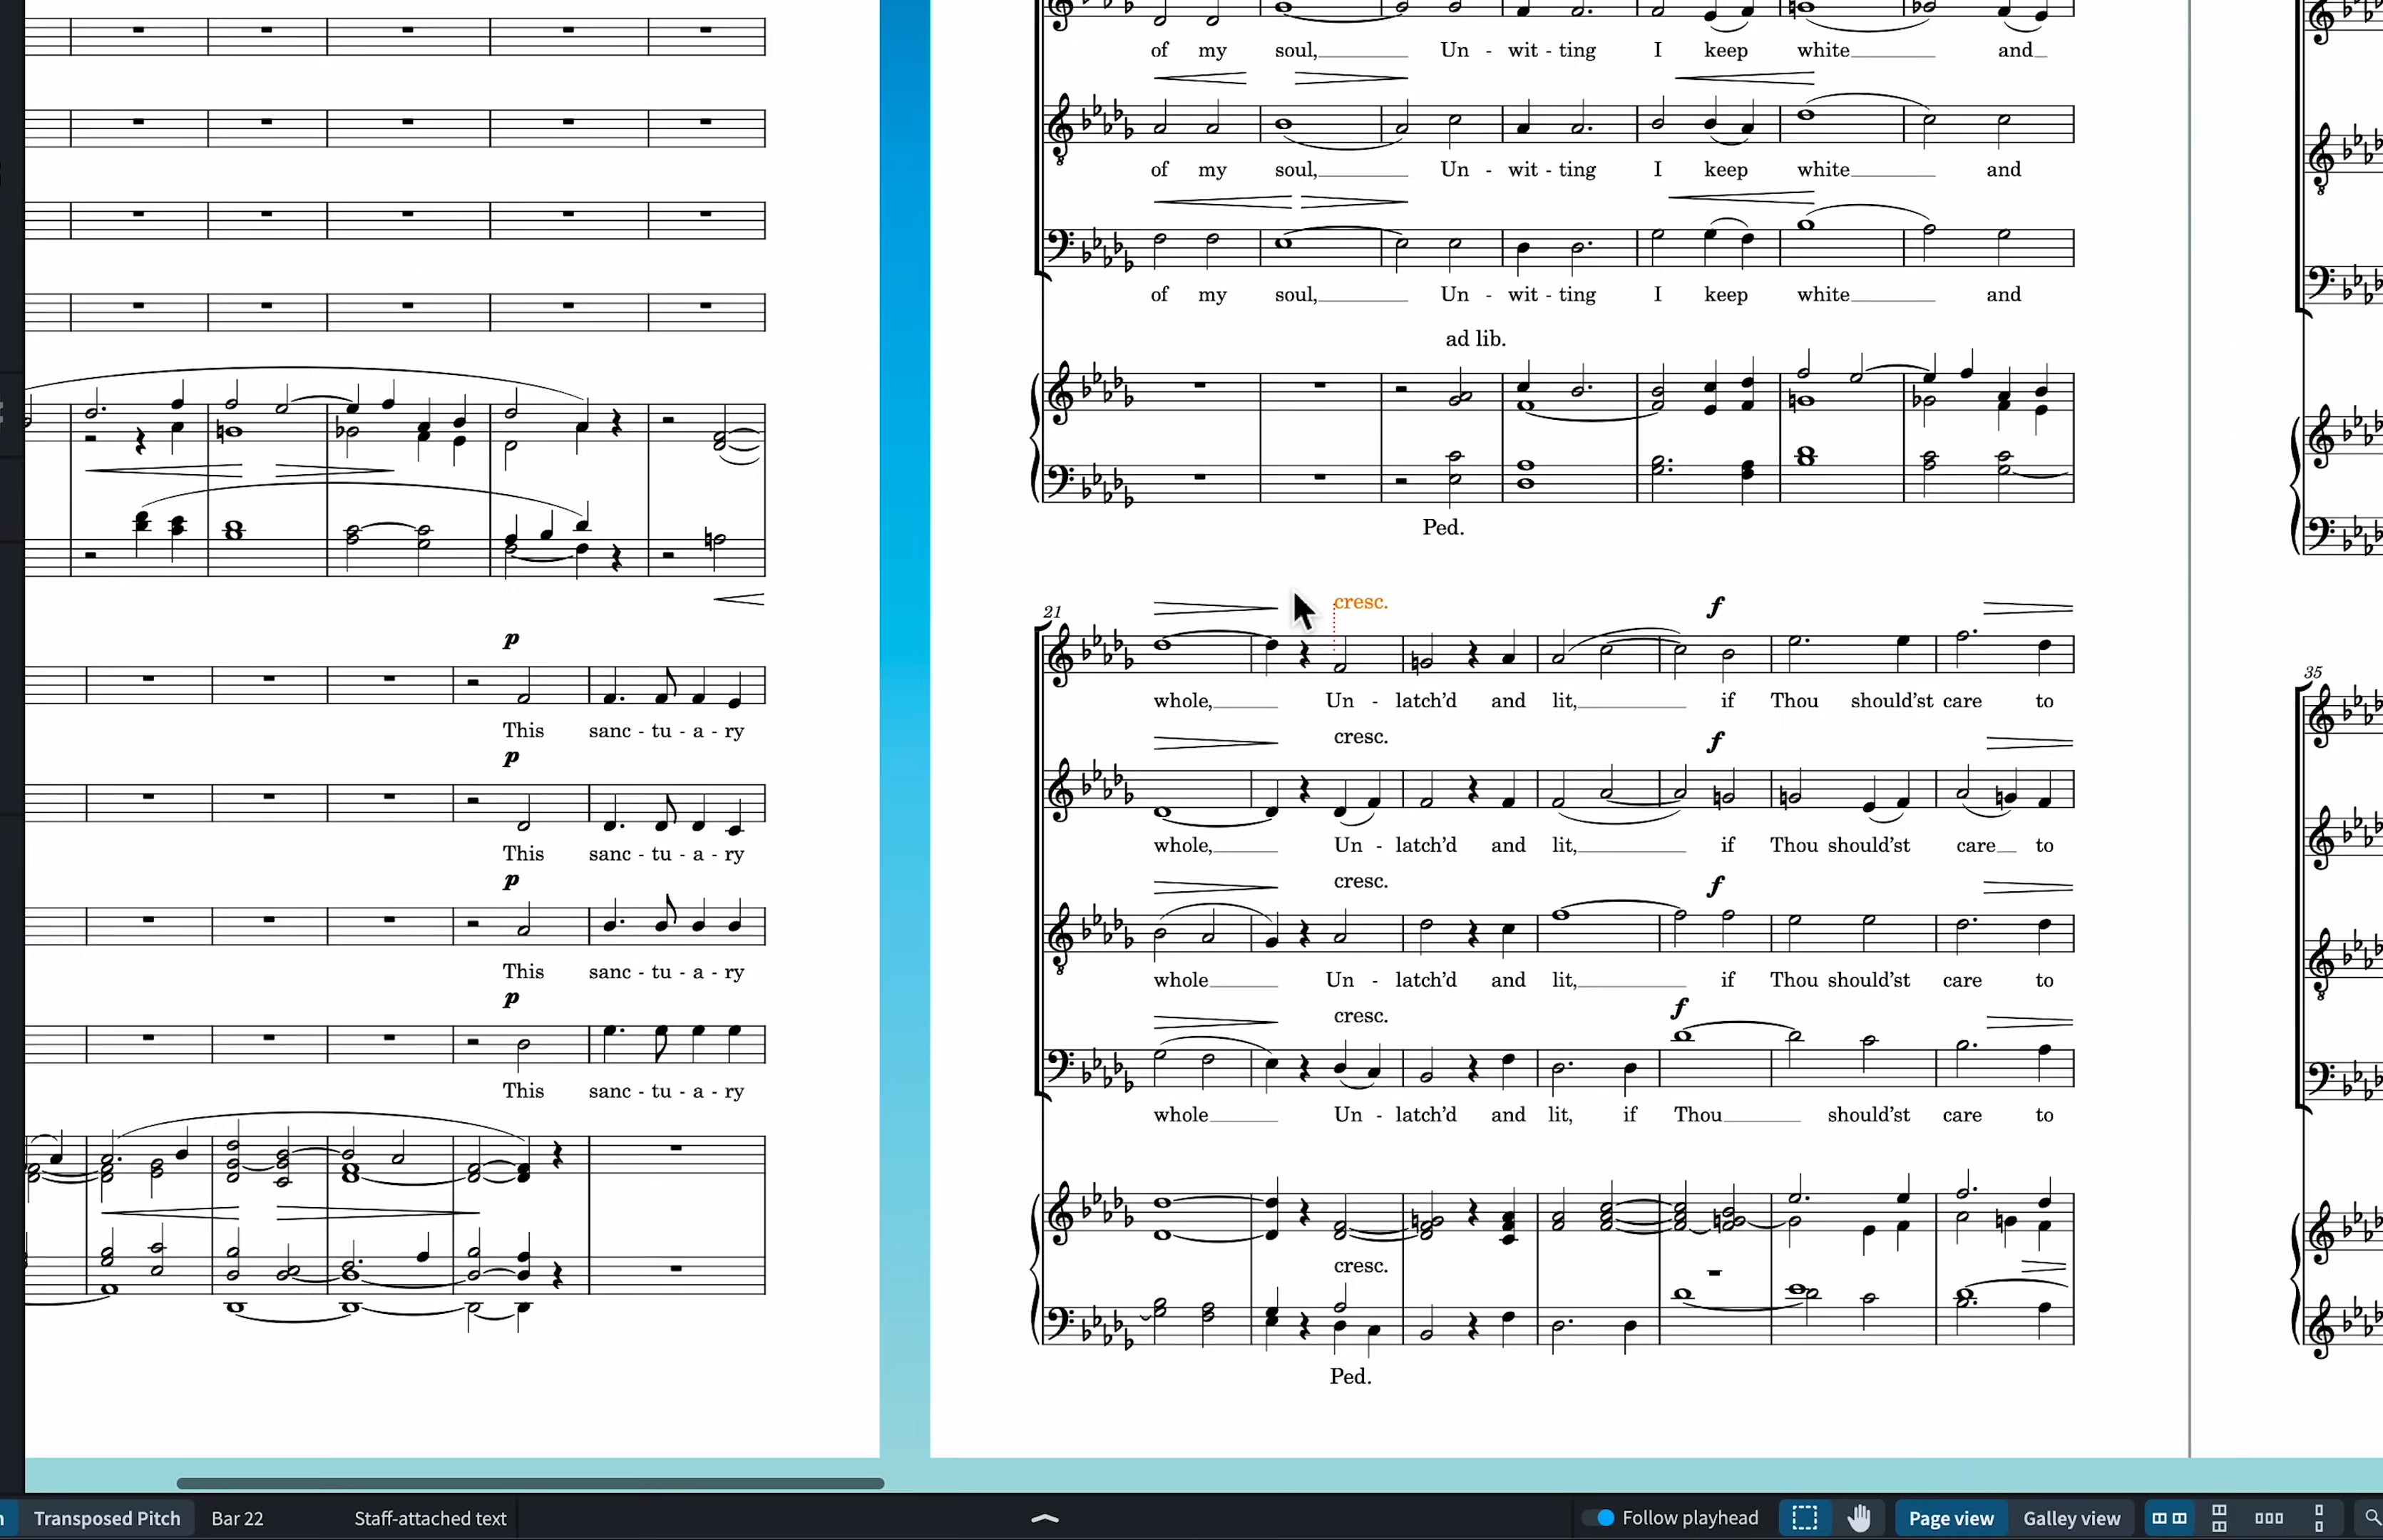 of my soul, Un - wit - ting I keep white and
of my soul, Un - wit - ting I keep white and
of my soul, Un - wit - ting I keep white and
ad lib.
Ped.
p
This sanc - tu - a - ry
p
This sanc - tu - a - ry
p
This sanc - tu - a - ry
p
This sanc - tu - a - ry
21
cresc. f
whole, Un - latch’d and lit, if Thou should’st care to
cresc. f
whole, Un - latch’d and lit, if Thou should’st care to
cresc. f
whole Un - latch’d and lit, if Thou should’st care to
cresc. f
whole Un - latch’d and lit, if Thou should’st care to
cresc.
Ped.
35
Transposed Pitch Bar 22 Staff-attached text Follow playhead Page view Galley view